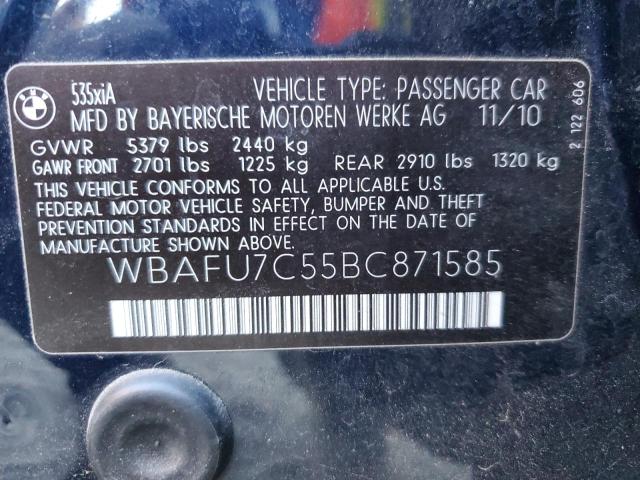 BMW
535xiA
VEHICLE TYPE: PASSENGER CAR
MFD BY BAYERISCHE MOTOREN WERKE AG 11/10
GVWR 5379 lbs 2440 kg
GAWR FRONT 2701 lbs 1225 kg REAR 2910 lbs 1320 kg
THIS VEHICLE CONFORMS TO ALL APPLICABLE U.S.
FEDERAL MOTOR VEHICLE SAFETY, BUMPER AND THEFT
PREVENTION STANDARDS IN EFFECT ON THE DATE OF
MANUFACTURE SHOWN ABOVE.
WBAFU7C55BC871585
2 122 606